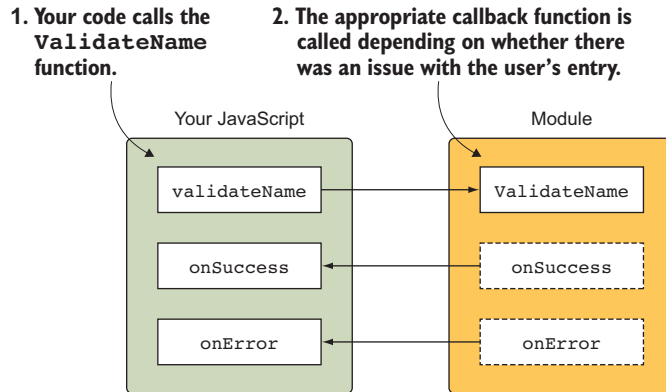 1. Your code calls the
ValidateName
function.
2. The appropriate callback function is
called depending on whether there
was an issue with the user’s entry.
Your JavaScript
Module
validateName
ValidateName
onSuccess
onSuccess
onError
onError